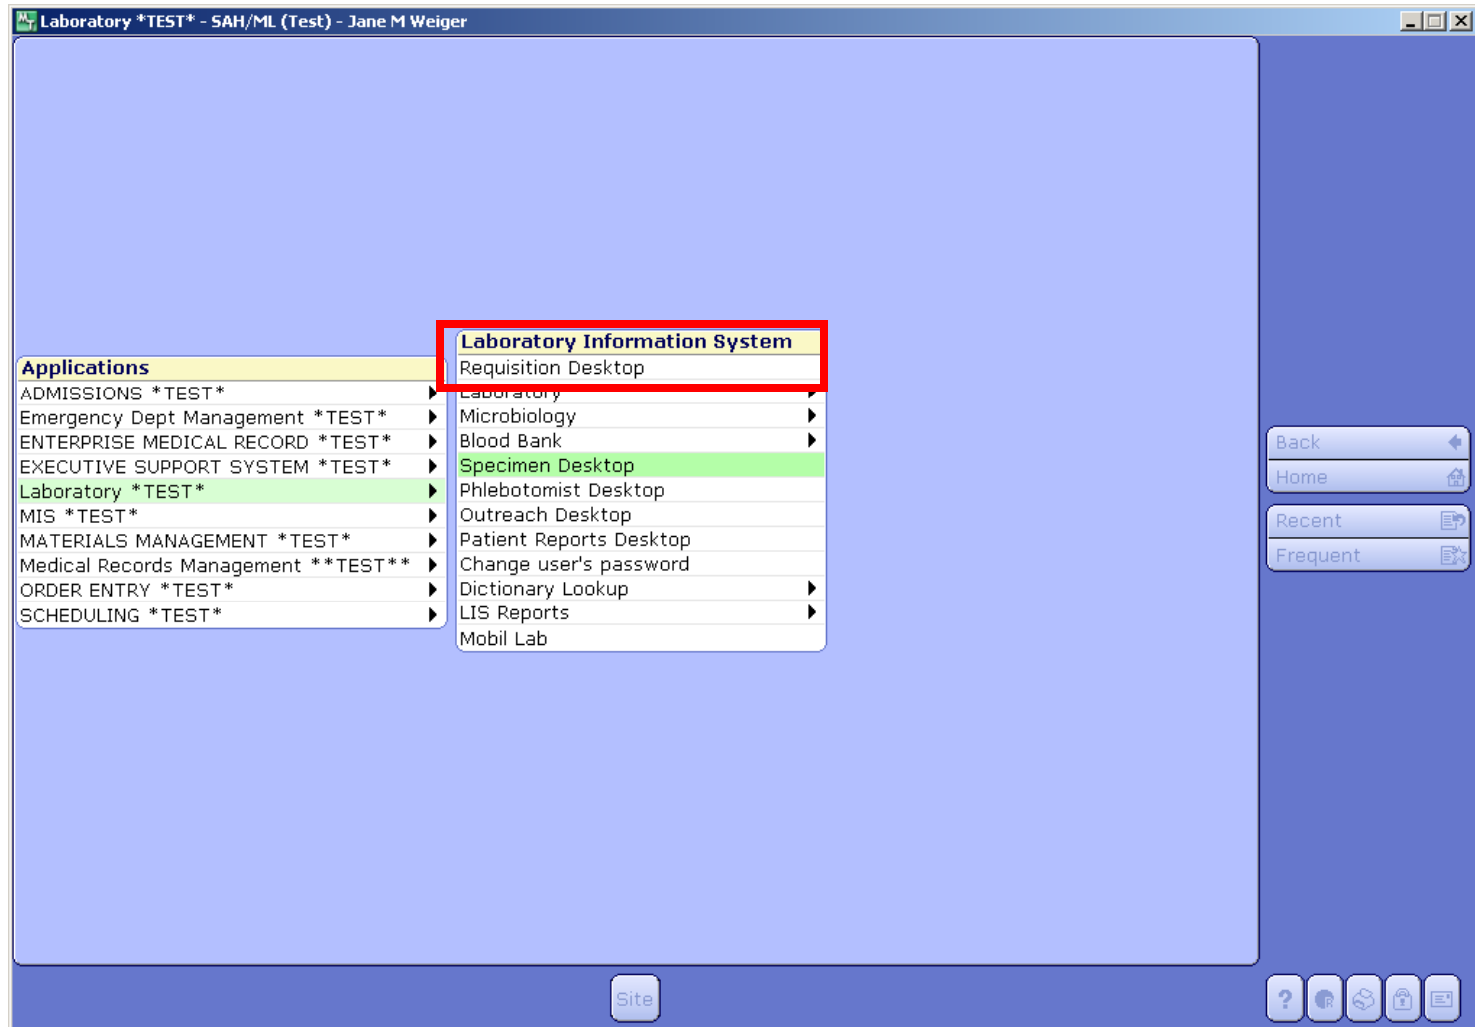 Laboratory *TEST* - SAH/ML (Test) - Jane M Weiger
Applications
ADMISSIONS *TEST*
Emergency Dept Management *TEST*
ENTERPRISE MEDICAL RECORD *TEST*
EXECUTIVE SUPPORT SYSTEM *TEST*
Laboratory *TEST*
MIS *TEST*
MATERIALS MANAGEMENT *TEST*
Medical Records Management **TEST**
ORDER ENTRY *TEST*
SCHEDULING *TEST*
Laboratory Information System
Requisition Desktop
Laboratory
Microbiology
Blood Bank
Specimen Desktop
Phlebotomist Desktop
Outreach Desktop
Patient Reports Desktop
Change user's password
Dictionary Lookup
LIS Reports
Mobil Lab
Back
Home
Recent
Frequent
Site
?